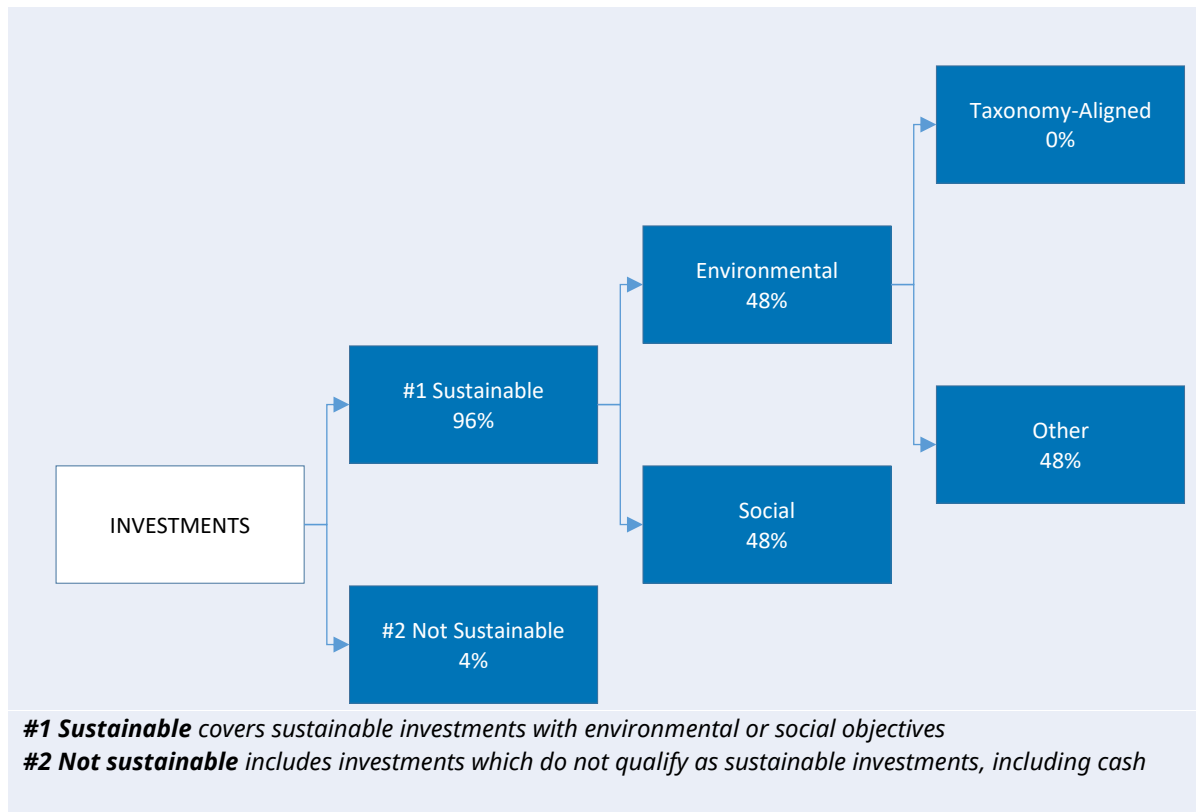 Taxonomy-Aligned
0%
Environmental
48%
#1 Sustainable
96%
Other
48%
INVESTMENTS
Social
48%
#2 Not Sustainable
4%
#1 Sustainable covers sustainable investments with environmental or social objectives
#2 Not sustainable includes investments which do not qualify as sustainable investments, including cash